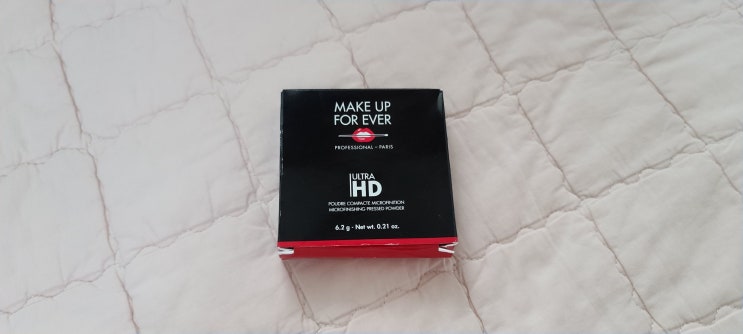 MAKE UP
FOR EVER
PROFESSIONAL - PARIS
ULTRA
HD
POUDRE COMPACTE MICROFINITION
MICROFINISHING PRESSED POWDER
6.2 g - Net wt. 0.21 oz.